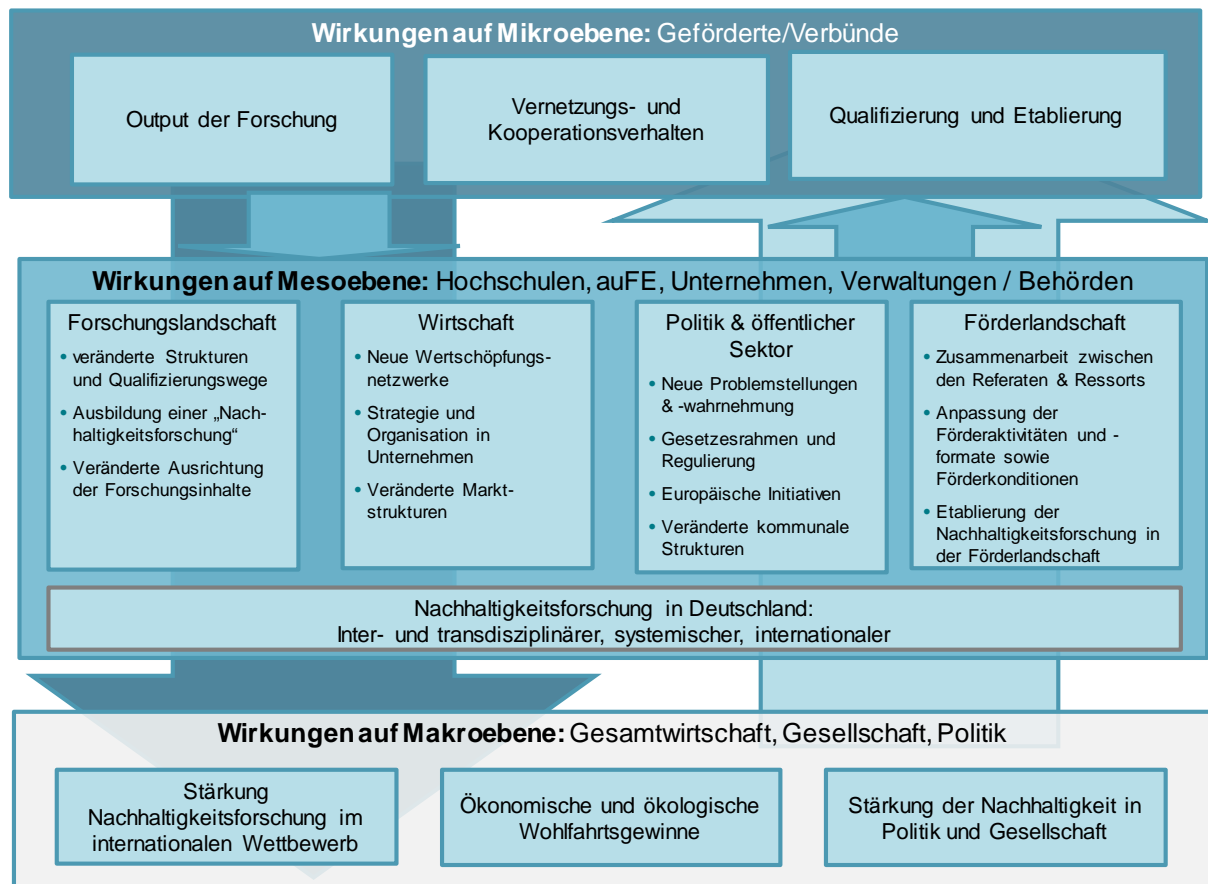 Wirkungen auf Mikroebene: Geförderte/Verbünde
Output der Forschung
Vernetzungs- und
Kooperationsverhalten
Qualifizierung und Etablierung
Wirkungen auf Mesoebene: Hochschulen, auFE, Unternehmen, Verwaltungen / Behörden
Forschungslandschaft
• veränderte Strukturen
und Qualifizierungswege
• Ausbildung einer „Nach-
haltigkeitsforschung“
• Veränderte Ausrichtung
der Forschungsinhalte
Wirtschaft
• Neue Wertschöpfungs-
netzwerke
• Strategie und
Organisation in
Unternehmen
• Veränderte Markt-
strukturen
Politik & öffentlicher
Sektor
• Neue Problemstellungen
& -wahrnehmung
• Gesetzesrahmen und
Regulierung
• Europäische Initiativen
• Veränderte kommunale
Strukturen
Förderlandschaft
• Zusammenarbeit zwischen
den Referaten & Ressorts
• Anpassung der
Förderaktivitäten und -
formate sowie
Förderkonditionen
• Etablierung der
Nachhaltigkeitsforschung in
der Förderlandschaft
Nachhaltigkeitsforschung in Deutschland:
Inter- und transdisziplinärer, systemischer, internationaler
Wirkungen auf Makroebene: Gesamtwirtschaft, Gesellschaft, Politik
Stärkung
Nachhaltigkeitsforschung im
internationalen Wettbewerb
Ökonomische und ökologische
Wohlfahrtsgewinne
Stärkung der Nachhaltigkeit in
Politik und Gesellschaft